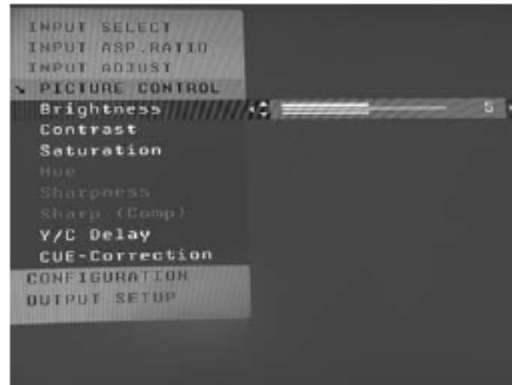 INPUT SELECT
INPUT ASP.RATIO
INPUT ADJUST
PICTURE CONTROL
Brightness 5
Contrast
Saturation
Hue
Sharpness
Sharp (Comp)
Y/C Delay
CUE-Correction
CONFIGURATION
OUTPUT SETUP